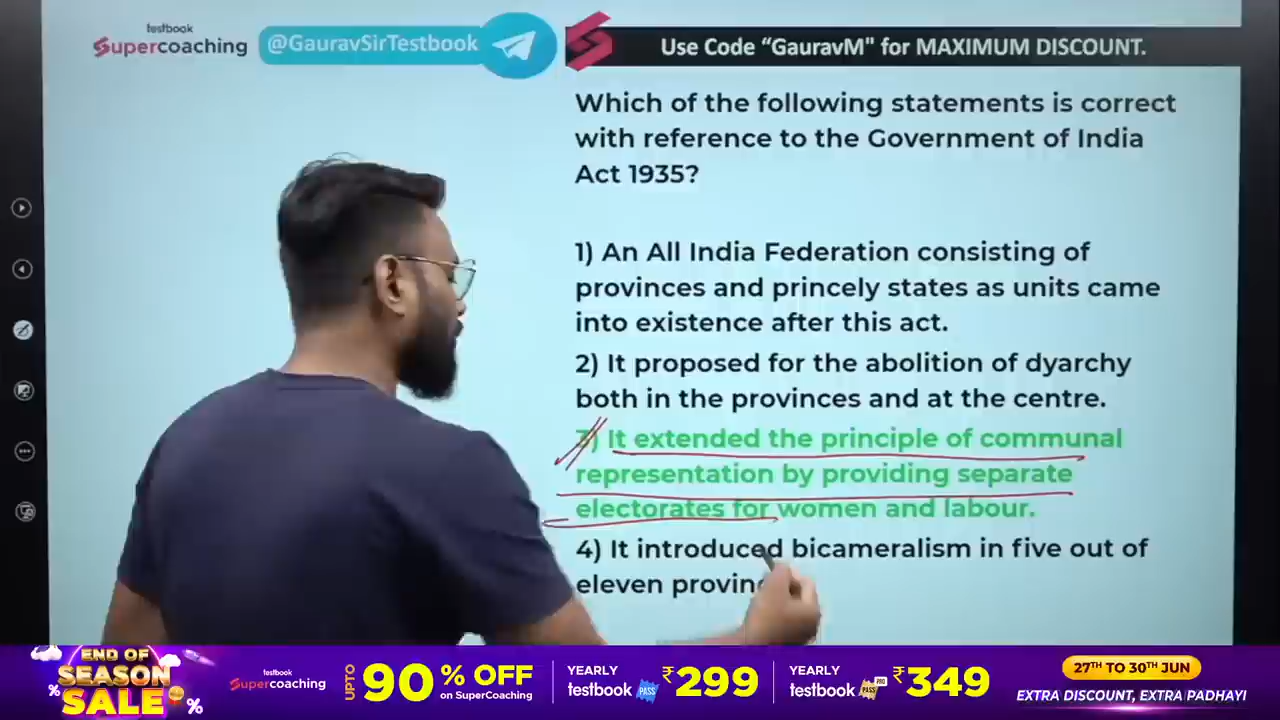 testbook
Supercoaching
@GauravSirTestbook
Use Code “GauravM" for MAXIMUM DISCOUNT.
Which of the following statements is correct
with reference to the Government of India
Act 1935?
1) An All India Federation consisting of
provinces and princely states as units came
into existence after this act.
2) It proposed for the abolition of dyarchy
both in the provinces and at the centre.
3) It extended the principle of communal
representation by providing separate
electorates for women and labour.
4) It introduced bicameralism in five out of
eleven
END OF
SEASON
SALE
%
%
testbook
Supercoaching
UPTO
90% OFF
on SuperCoaching
YEARLY
testbook PASS
₹299
YEARLY
testbook PASS PRO
₹349
27TH TO 30TH JUN
EXTRA DISCOUNT, EXTRA PADHAYI